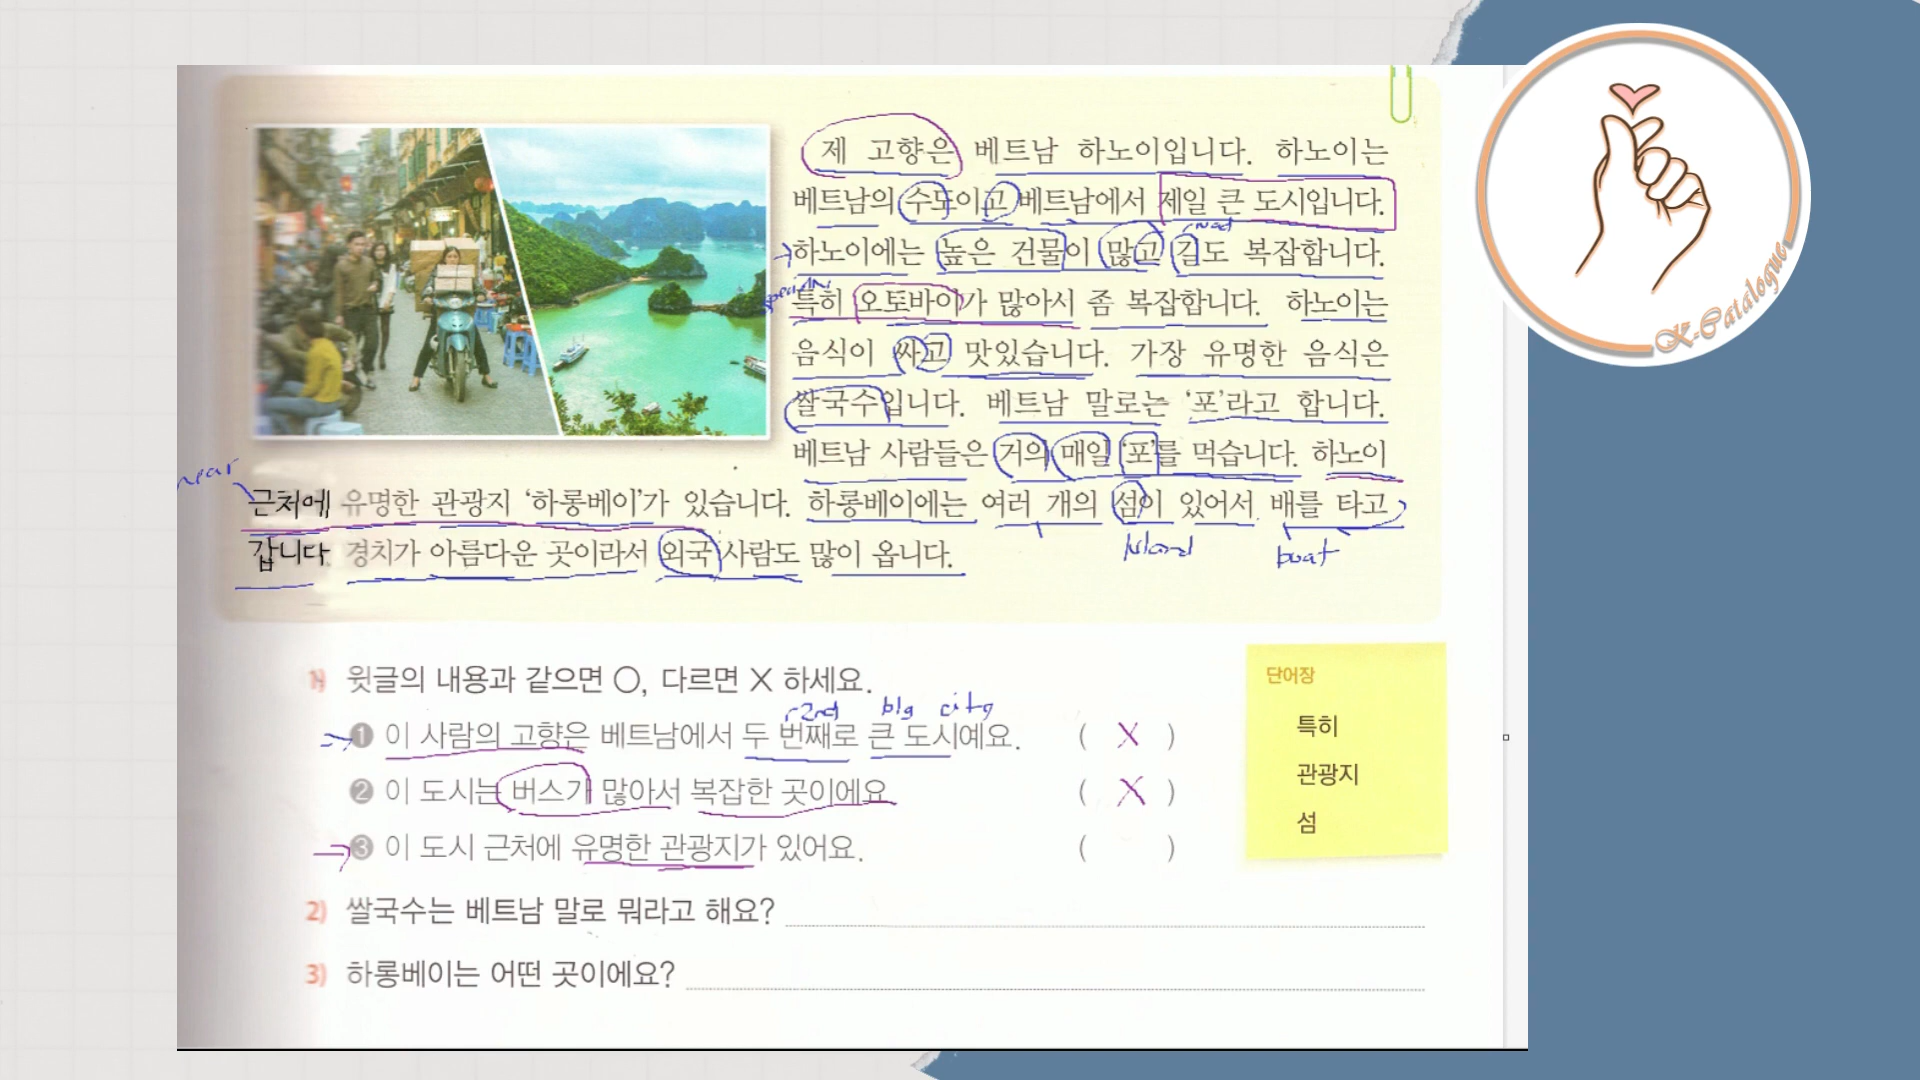 제 고향은 베트남 하노이입니다. 하노이는
베트남의 수도이고 베트남에서 제일 큰 도시입니다.
road
하노이에는 높은 건물이 많고 길도 복잡합니다.
특히 오토바이가 많아서 좀 복잡합니다. 하노이는
음식이 싸고 맛있습니다. 가장 유명한 음식은
쌀국수입니다. 베트남 말로는 ‘포’라고 합니다.
베트남 사람들은 거의 매일 ‘포’를 먹습니다. 하노이
near
근처에 유명한 관광지 ‘하롱베이’가 있습니다. 하롱베이에는 여러 개의 섬이 있어서 배를 타고
갑니다. 경치가 아름다운 곳이라서 외국 사람도 많이 옵니다.
island boat
1) 윗글의 내용과 같으면 ○, 다르면 X 하세요.
2nd big city
❶ 이 사람의 고향은 베트남에서 두 번째로 큰 도시예요. ( X )
❷ 이 도시는 버스가 많아서 복잡한 곳이에요. ( X )
❸ 이 도시 근처에 유명한 관광지가 있어요. ( )
2) 쌀국수는 베트남 말로 뭐라고 해요?
3) 하롱베이는 어떤 곳이에요?
단어장
특히
관광지
섬
K-Catalogue